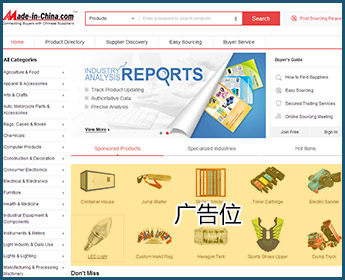 Made-in-China.com
Connecting Buyers with Chinese Suppliers
Products
Enter a keyword to search products
Search
Post Sourcing Request
Home
Product Directory
Supplier Discovery
Easy Sourcing
Buyer Service
All Categories
Agriculture & Food
Apparel & Accessories
Arts & Crafts
Auto, Motorcycle Parts &
Accessories
Bags, Cases & Boxes
Chemicals
Computer Products
Construction & Decoration
Consumer Electronics
Electrical & Electronics
Furniture
Health & Medicine
Industrial Equipment &
Components
Instruments & Meters
Light Industry & Daily Use
Lights & Lighting
Manufacturing & Processing
Machinery
INDUSTRY
ANALYSIS
REPORTS
Track Product Updating
Authoritative Data
Precise Analysis
View More
Buyer's Guide
How to Find Suppliers
Easy Sourcing
Secured Trading Services
Online Sourcing Meeting
Join Free
Sign In
Sponsored Products
Specialized Industries
Hot Items
Container House
Jump Starter
Toner Cartridge
Electric Sander
广告位
LED Light
Custom Hand Flag
Hexagon Tent
Sports Shoes Upper
Dump Truck
Don't Miss